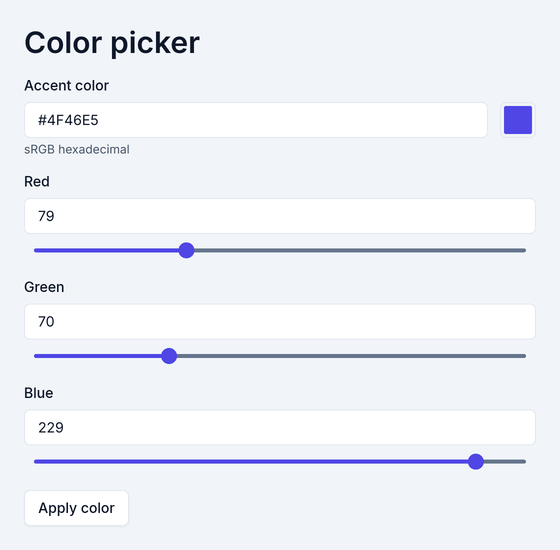 Color picker
Accent color
#4F46E5
sRGB hexadecimal
Red
79
Green
70
Blue
229
Apply color